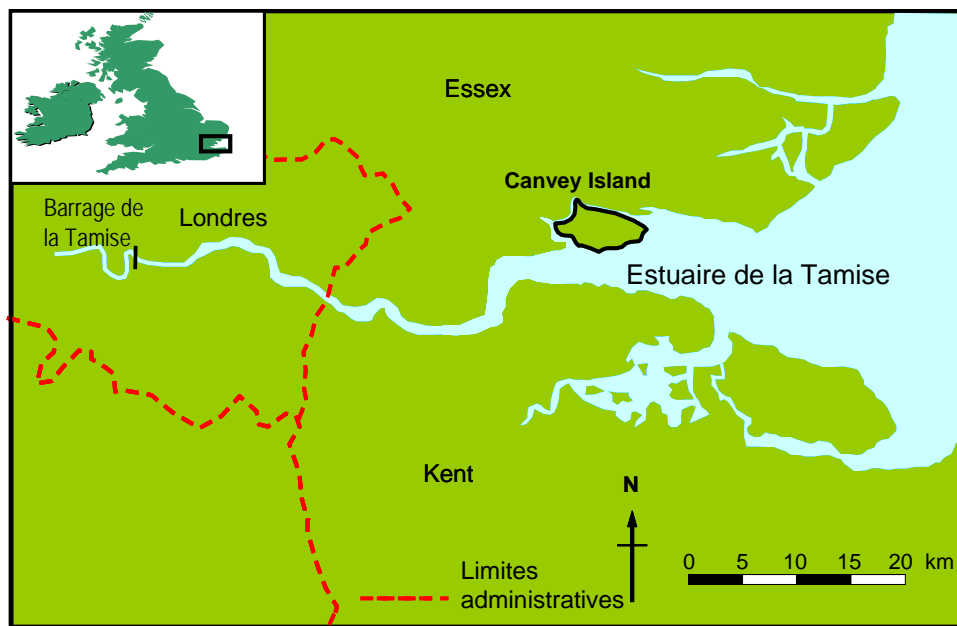 Essex
Canvey Island
Barrage de
la Tamise
Londres
Estuaire de la Tamise
Kent
N
0 5 10 15 20 km
Limites
administratives